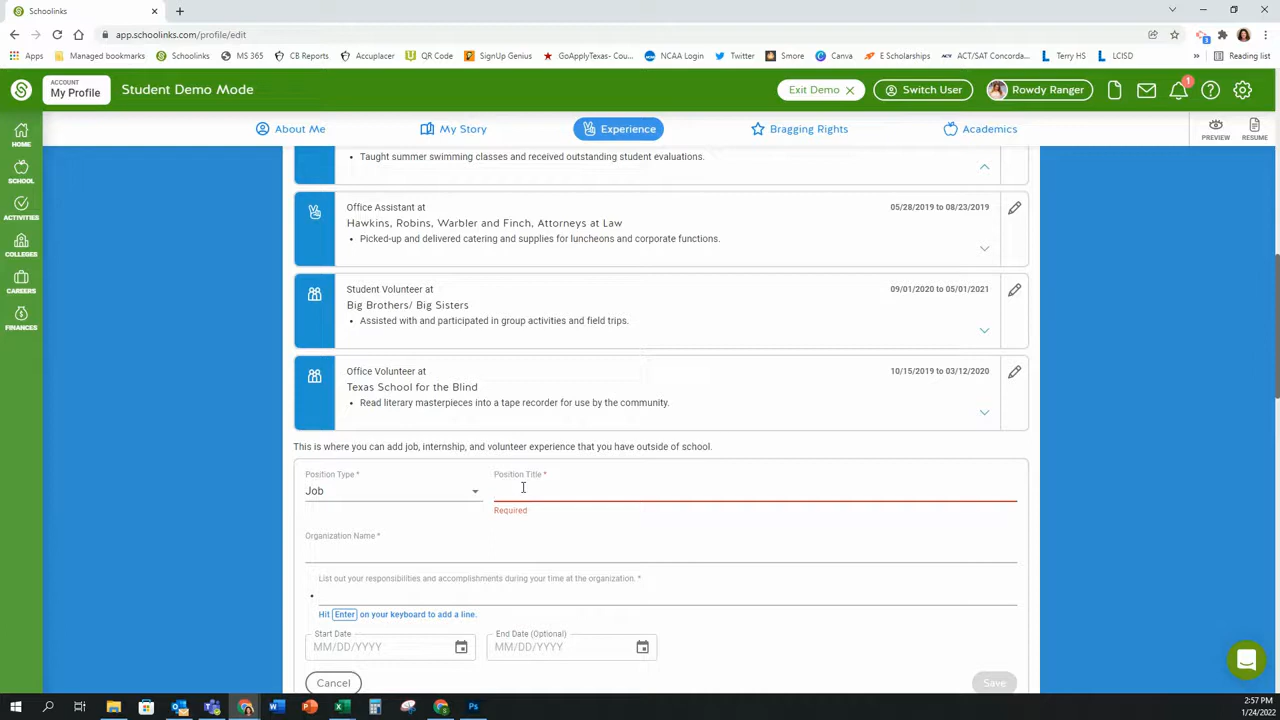 Schoolinks
app.schoolinks.com/profile/edit
Apps Managed bookmarks Schoolinks MS 365 CB Reports Accuplacer QR Code SignUp Genius GoApplyTexas- Cou... NCAA Login Twitter Smore Canva E Scholarships ACT/SAT Concorda... Terry HS LCISD » Reading list
ACCOUNT
My Profile
Student Demo Mode
Exit Demo
Switch User
Rowdy Ranger
1
About Me My Story Experience Bragging Rights Academics
PREVIEW RESUME
HOME
SCHOOL
ACTIVITIES
COLLEGES
CAREERS
FINANCES
• Taught summer swimming classes and received outstanding student evaluations.
Office Assistant at 05/28/2019 to 08/23/2019
Hawkins, Robins, Warbler and Finch, Attorneys at Law
• Picked-up and delivered catering and supplies for luncheons and corporate functions.
Student Volunteer at 09/01/2020 to 05/01/2021
Big Brothers/ Big Sisters
• Assisted with and participated in group activities and field trips.
Office Volunteer at 10/15/2019 to 03/12/2020
Texas School for the Blind
• Read literary masterpieces into a tape recorder for use by the community.
This is where you can add job, internship, and volunteer experience that you have outside of school.
Position Type * Position Title *
Job
Required
Organization Name *
List out your responsibilities and accomplishments during your time at the organization. *
•
Hit Enter on your keyboard to add a line.
Start Date End Date (Optional)
MM/DD/YYYY MM/DD/YYYY
Cancel Save
2:57 PM
1/24/2022